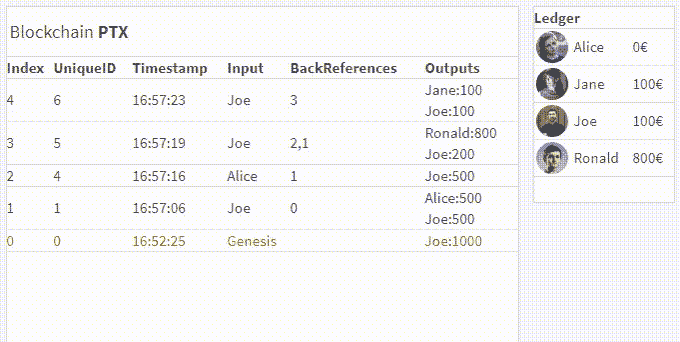 Blockchain PTX
Index UniqueID Timestamp Input BackReferences Outputs
4 6 16:57:23 Joe 3 Jane:100
Joe:100
3 5 16:57:19 Joe 2,1 Ronald:800
Joe:200
2 4 16:57:16 Alice 1 Joe:500
1 1 16:57:06 Joe 0 Alice:500
Joe:500
0 0 16:52:25 Genesis Joe:1000
Ledger
Alice 0€
Jane 100€
Joe 100€
Ronald 800€